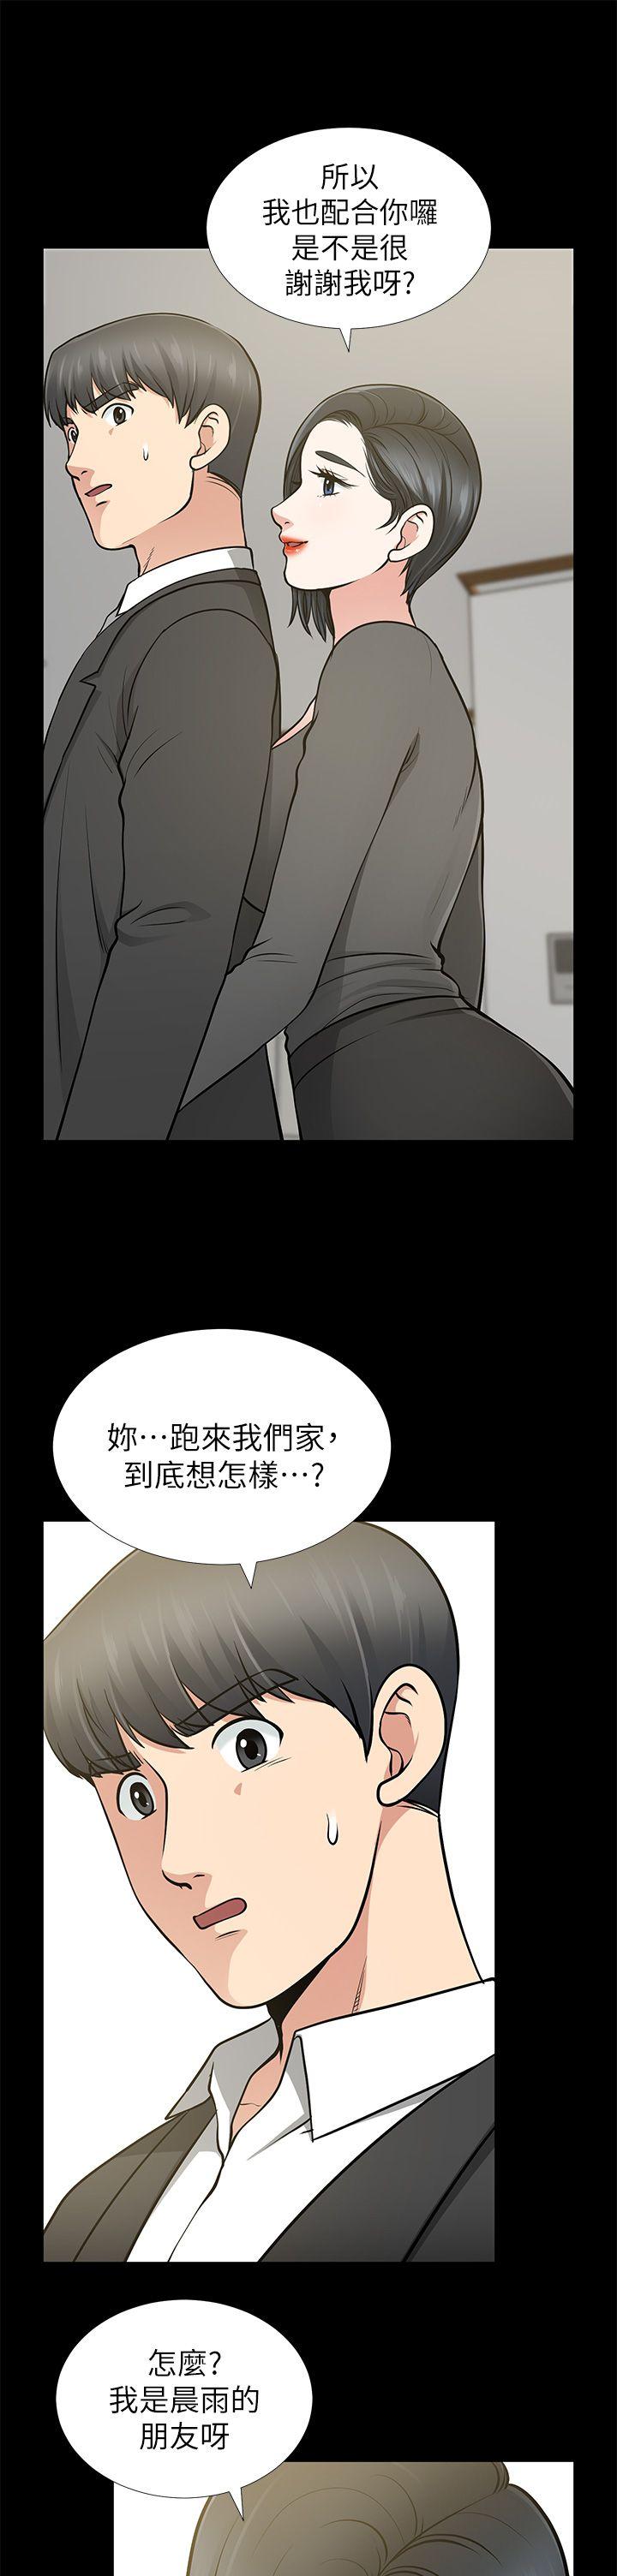 所以
我也配合你囉
是不是很
謝謝我呀?
妳⋯跑來我們家，
到底想怎樣⋯?
怎麼?
我是晨雨的
朋友呀